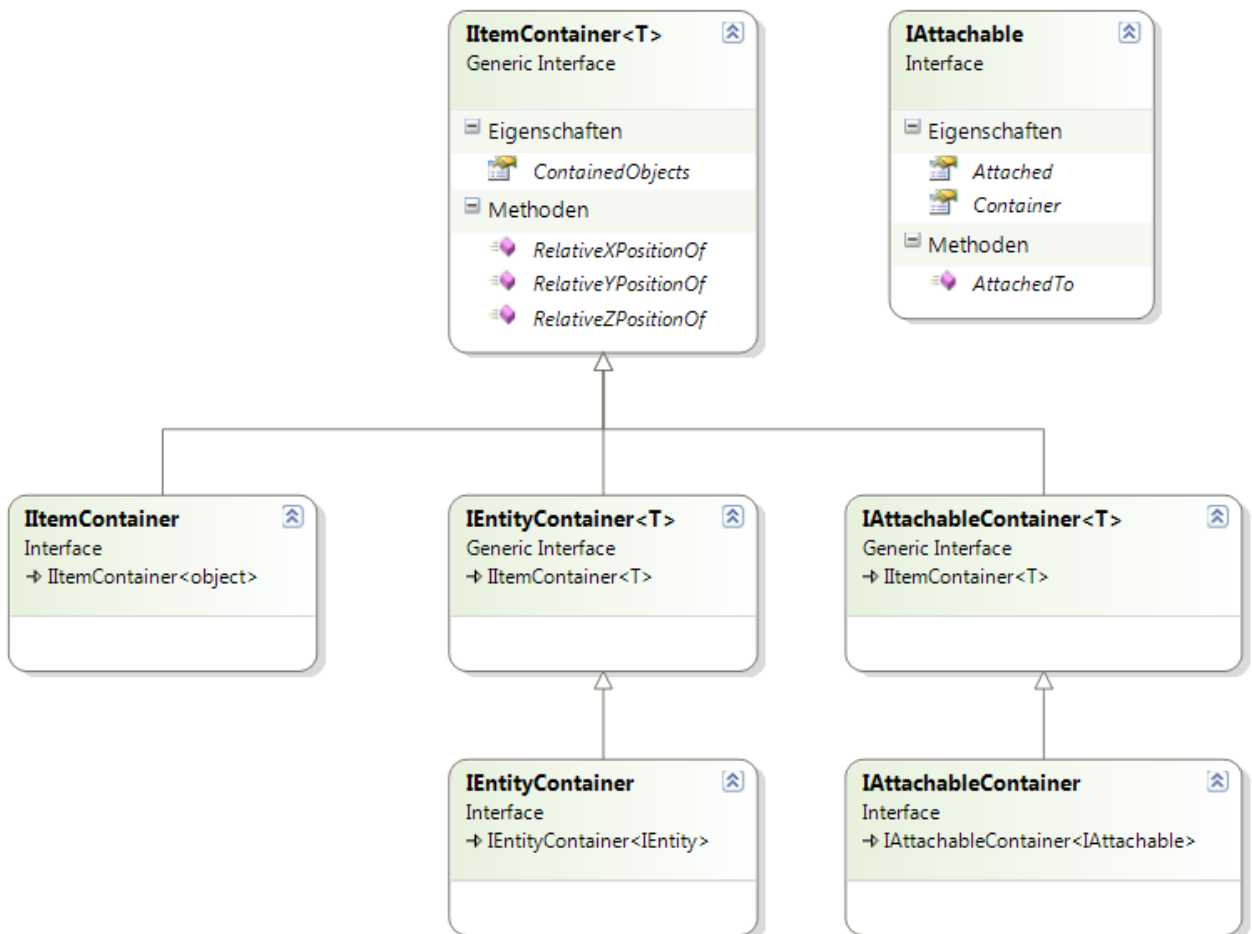 IItemContainer<T>
Generic Interface
Eigenschaften
ContainedObjects
Methoden
RelativeXPositionOf
RelativeYPositionOf
RelativeZPositionOf
IAttachable
Interface
Eigenschaften
Attached
Container
Methoden
AttachedTo
IItemContainer
Interface
IItemContainer<object>
IEntityContainer<T>
Generic Interface
IItemContainer<T>
IAttachableContainer<T>
Generic Interface
IItemContainer<T>
IEntityContainer
Interface
IEntityContainer<IEntity>
IAttachableContainer
Interface
IAttachableContainer<IAttachable>